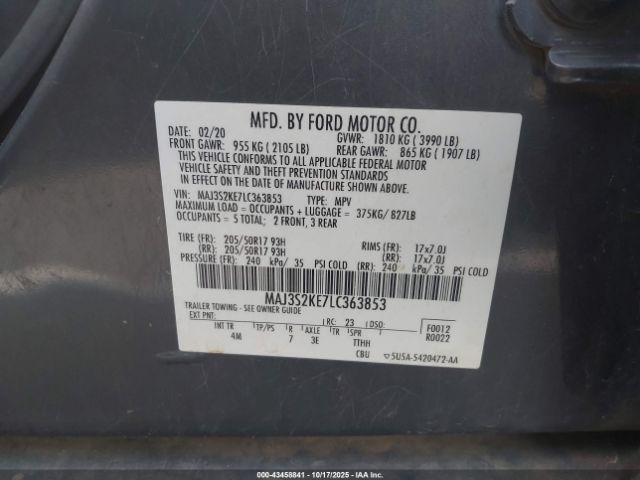 MFD. BY FORD MOTOR CO.
DATE: 02/20 GVWR: 1810 KG ( 3990 LB)
FRONT GAWR: 955 KG ( 2105 LB) REAR GAWR: 865 KG ( 1907 LB)
THIS VEHICLE CONFORMS TO ALL APPLICABLE FEDERAL MOTOR
VEHICLE SAFETY AND THEFT PREVENTION STANDARDS
IN EFFECT ON THE DATE OF MANUFACTURE SHOWN ABOVE.
VIN: MAJ3S2KE7LC363853 TYPE: MPV
MAXIMUM LOAD = OCCUPANTS + LUGGAGE = 375KG/ 827LB
OCCUPANTS = 5 TOTAL; 2 FRONT, 3 REAR
TIRE (FR): 205/50R17 93H RIMS (FR): 17x7.0J
(RR): 205/50R17 93H (RR): 17x7.0J
PRESSURE (FR): 240 kPa/ 35 PSI COLD (RR): 240 kPa/ 35 PSI COLD
MAJ3S2KE7LC363853
TRAILER TOWING - SEE OWNER GUIDE
EXT PNT: RC: 23 DSO: F0012
INT TR TP/PS R AXLE TR SPR R0022
4M 7 3E TTHH
CBU 5U5A-5420472-AA
000-43458841 - 10/17/2025 - IAAI.COM